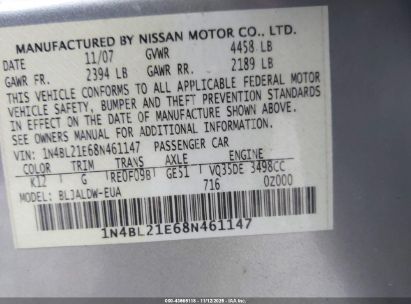 MANUFACTURED BY NISSAN MOTOR CO., LTD.
DATE 11/07 GVWR 4458 LB
GAWR FR. 2394 LB GAWR RR. 2189 LB
THIS VEHICLE CONFORMS TO ALL APPLICABLE FEDERAL MOTOR
VEHICLE SAFETY, BUMPER AND THEFT PREVENTION STANDARDS
IN EFFECT ON THE DATE OF MANUFACTURE SHOWN ABOVE.
SEE OWNERS MANUAL FOR ADDITIONAL INFORMATION.
VIN: 1N4BL21E68N461147 PASSENGER CAR
COLOR TRIM TRANS AXLE ENGINE
K12 G RE0F09B GE51 VQ35DE 3498CC
BLJALDW-EUA 716 0Z000
1N4BL21E68N461147
11/12/2025